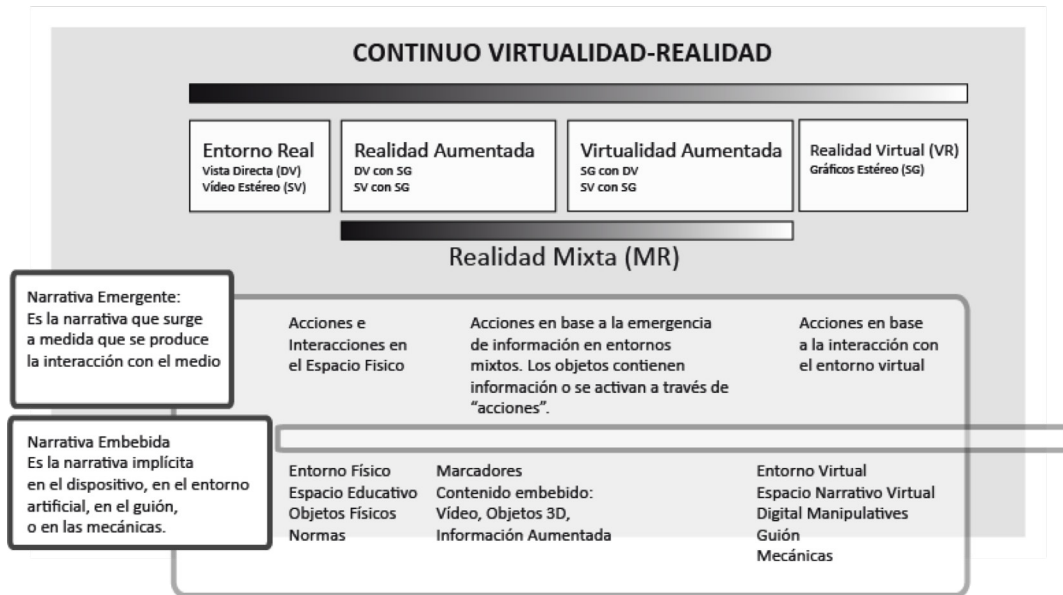 CONTINUO VIRTUALIDAD-REALIDAD
Entorno Real
Vista Directa (DV)
Vídeo Estéreo (SV)
Realidad Aumentada
DV con SG
SV con SG
Virtualidad Aumentada
SG con DV
SV con SG
Realidad Virtual (VR)
Gráficos Estéreo (SG)
Realidad Mixta (MR)
Narrativa Emergente:
Es la narrativa que surge
a medida que se produce
la interacción con el medio
Acciones e
Interacciones en
el Espacio Fisico
Acciones en base a la emergencia
de información en entornos
mixtos. Los objetos contienen
información o se activan a través de
“acciones”.
Acciones en base
a la interacción con
el entorno virtual
Narrativa Embebida
Es la narrativa implícita
en el dispositivo, en el entorno
artificial, en el guión,
o en las mecánicas.
Entorno Físico
Espacio Educativo
Objetos Físicos
Normas
Marcadores
Contenido embebido:
Vídeo, Objetos 3D,
Información Aumentada
Entorno Virtual
Espacio Narrativo Virtual
Digital Manipulatives
Guión
Mecánicas